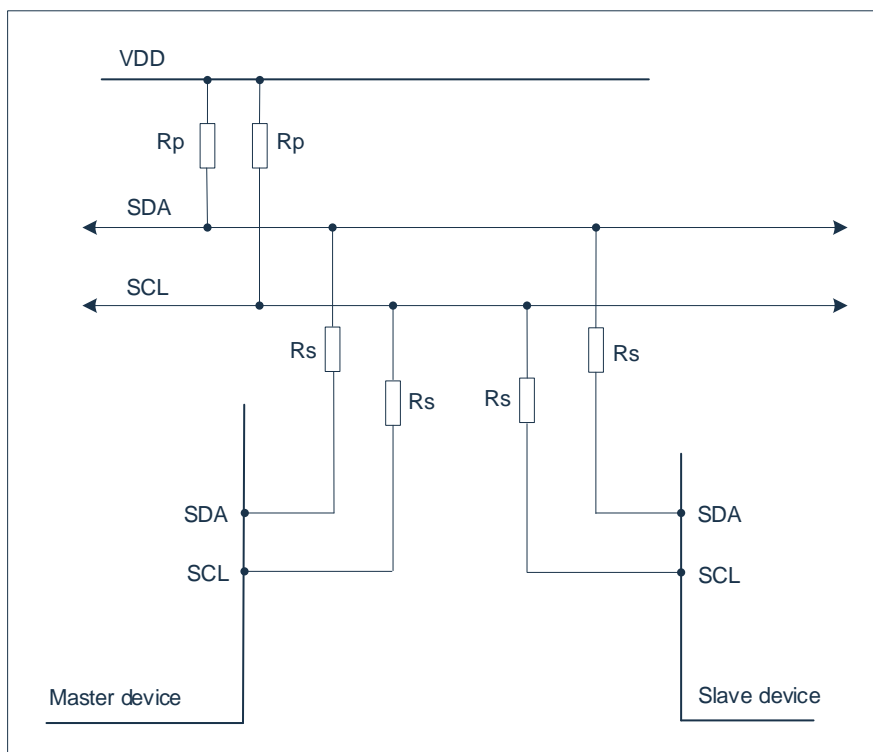 VDD
Rp
Rp
SDA
SCL
Rs
Rs
Rs
Rs
SDA
SDA
SCL
SCL
Master device
Slave device